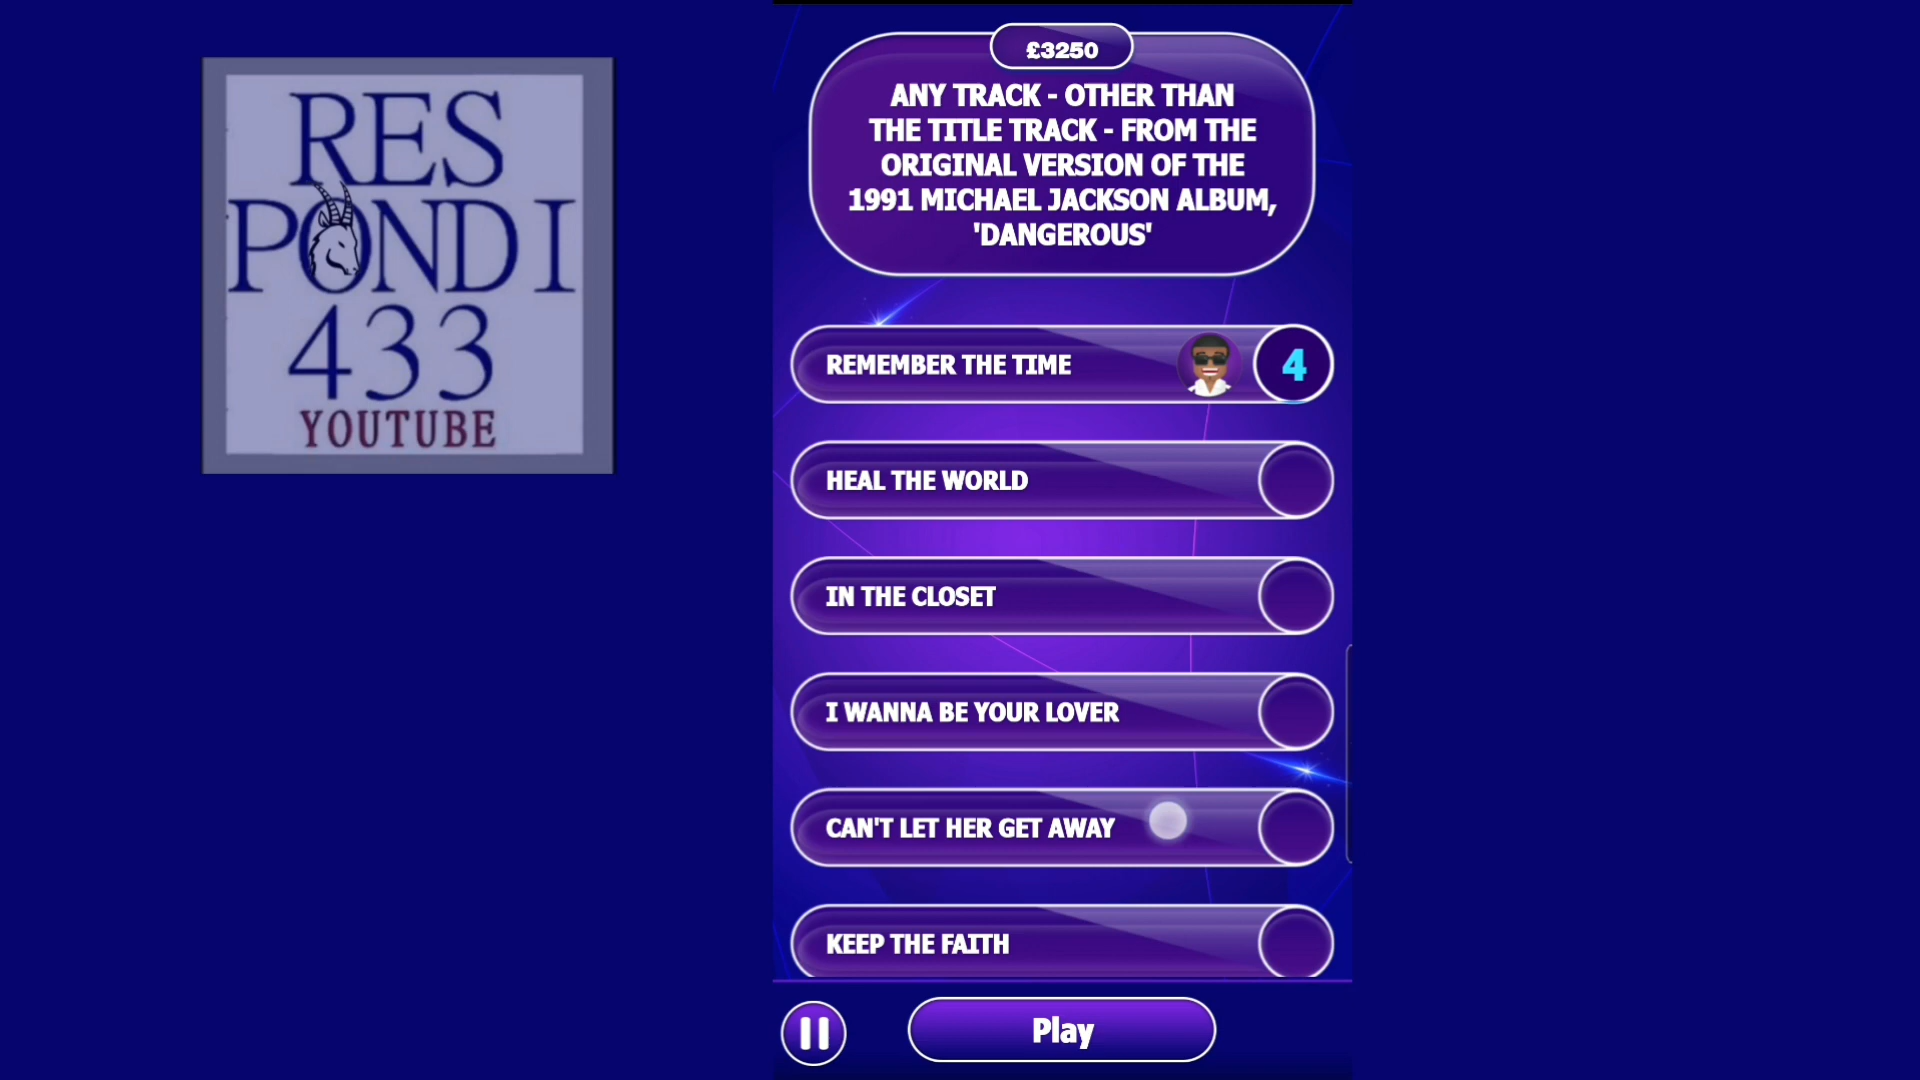 RES
POND I
433
YOUTUBE
£3250
ANY TRACK - OTHER THAN
THE TITLE TRACK - FROM THE
ORIGINAL VERSION OF THE
1991 MICHAEL JACKSON ALBUM,
'DANGEROUS'
REMEMBER THE TIME 4
HEAL THE WORLD
IN THE CLOSET
I WANNA BE YOUR LOVER
CAN'T LET HER GET AWAY
KEEP THE FAITH
Play